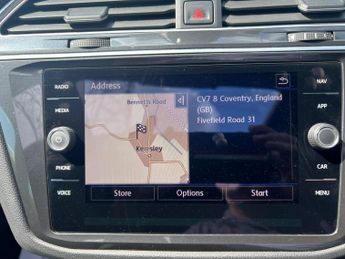 Address
RADIO
MEDIA
PHONE
VOICE
NAV
APP
CAR
MENU
Bennetts Road
Keresley
CV7 8 Coventry, England
(GB)
Fivefield Road 31
Store
Options
Start